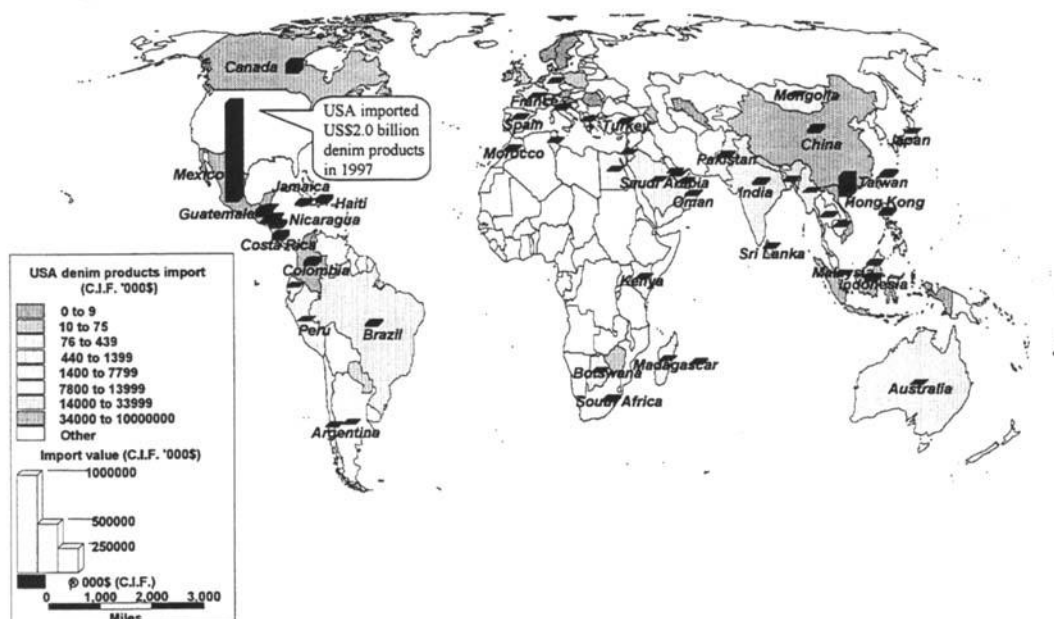 Canada
USA imported
US$2.0 billion
denim products
in 1997
Mexico
Jamaica
Haiti
Guatemale
Nicaragua
Costa Rica
Colombia
Peru
Brazil
Argentina
France
Spain
Turkey
Morocco
Saudi Arabia
Oman
Pakistan
India
Sri Lanka
Mongolia
China
Japan
Taiwan
Hong Kong
Malaysia
Indonesia
Kenya
Madagascar
Botswana
South Africa
Australia
USA denim products import
(C.I.F. '000$)
0 to 9
10 to 75
76 to 439
440 to 1399
1400 to 7799
7800 to 13999
14000 to 33999
34000 to 10000000
Other
Import value (C.I.F. '000$)
1000000
500000
250000
000$ (C.I.F.)
0 1,000 2,000 3,000
Miles